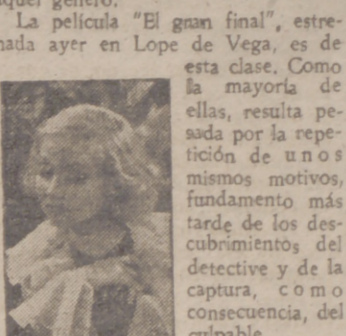 aquel género.
La película "El gran final", estre-
nada ayer en Lope de Vega, es de
esta clase. Como
la mayoría de
ellas, resulta pe-
sada por la repe-
tición de unos
mismos motivos,
fundamento más
tarde de los des-
cubrimientos del
detective y de la
captura, como
consecuencia, del
culpable